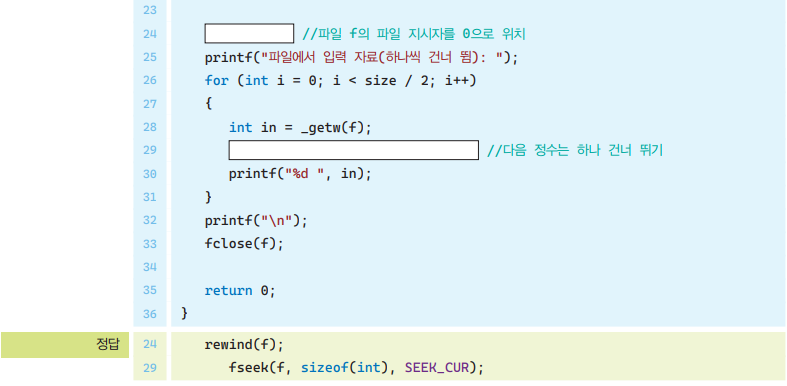 23
24 //파일 f의 파일 지시자를 0으로 위치
25 printf("파일에서 입력 자료(하나씩 건너 뜀): ");
26 for (int i = 0; i < size / 2; i++)
27 {
28 int in = _getw(f);
29 //다음 정수는 하나 건너 뛰기
30 printf("%d ", in);
31 }
32 printf("\n");
33 fclose(f);
34
35 return 0;
36 }
정답 24 rewind(f);
29 fseek(f, sizeof(int), SEEK_CUR);